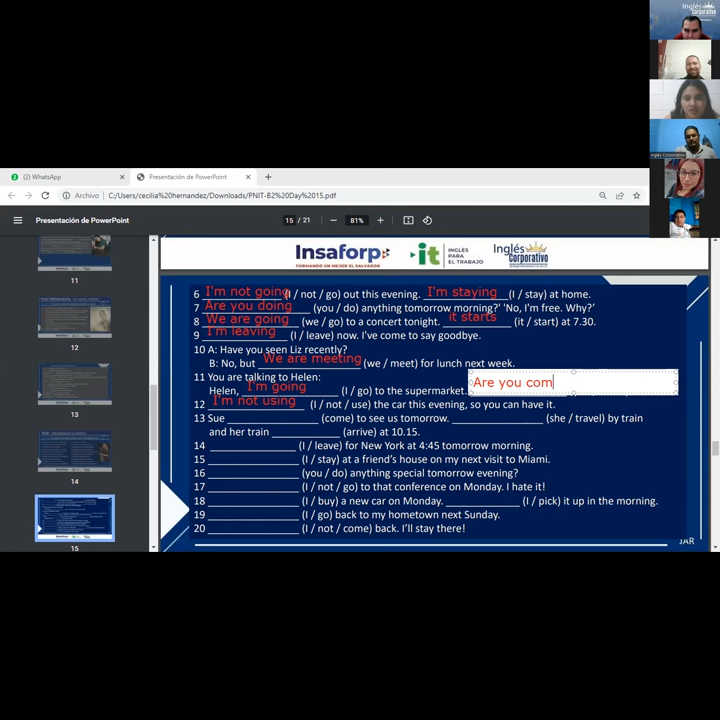 Inglés
Corporativo
(2) WhatsApp
Presentación de PowerPoint
Archivo
C:/Users/cecilia%20hernandez/Downloads/PNIT-B2%20Day%2015.pdf
Presentación de PowerPoint
15 / 21
81%
Inglés Corporativo
11
12
13
14
15
Insaforp
FORMANDO UN MEJOR EL SALVADOR
it
INGLÉS
PARA
EL TRABAJO
Inglés
Corporativo
6 I'm not going (I / not / go) out this evening. I'm staying (I / stay) at home.
7 Are you doing (you / do) anything tomorrow morning?' 'No, I'm free. Why?'
8 We are going (we / go) to a concert tonight. it starts (it / start) at 7.30.
9 I'm leaving (I / leave) now. I've come to say goodbye.
10 A: Have you seen Liz recently?
B: No, but We are meeting (we / meet) for lunch next week.
11 You are talking to Helen:
Helen, I'm going (I / go) to the supermarket. Are you com
12 I'm not using (I / not / use) the car this evening, so you can have it.
13 Sue (come) to see us tomorrow. (she / travel) by train
and her train (arrive) at 10.15.
14 (I / leave) for New York at 4:45 tomorrow morning.
15 (I / stay) at a friend's house on my next visit to Miami.
16 (you / do) anything special tomorrow evening?
17 (I / not / go) to that conference on Monday. I hate it!
18 (I / buy) a new car on Monday. (I / pick) it up in the morning.
19 (I / go) back to my hometown next Sunday.
20 (I / not / come) back. I'll stay there!
JAR